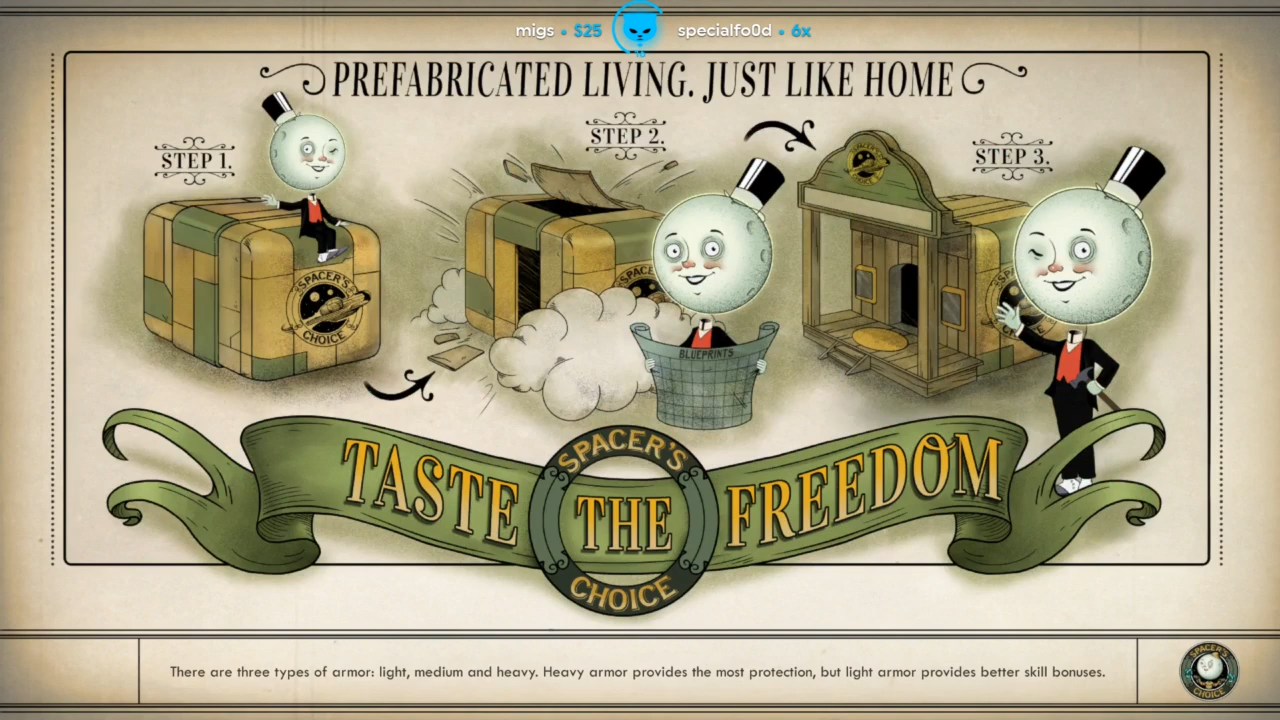 migs • $25 specialfo0d • 6x
PREFABRICATED LIVING. JUST LIKE HOME
STEP 1.
STEP 2.
STEP 3.
SPACER'S
CHOICE
SPACER'S
BLUEPRINTS
SPACER'S
CHOICE
SPACER'S
TASTE THE FREEDOM
CHOICE
There are three types of armor: light, medium and heavy. Heavy armor provides the most protection, but light armor provides better skill bonuses.
SPACER'S
CHOICE